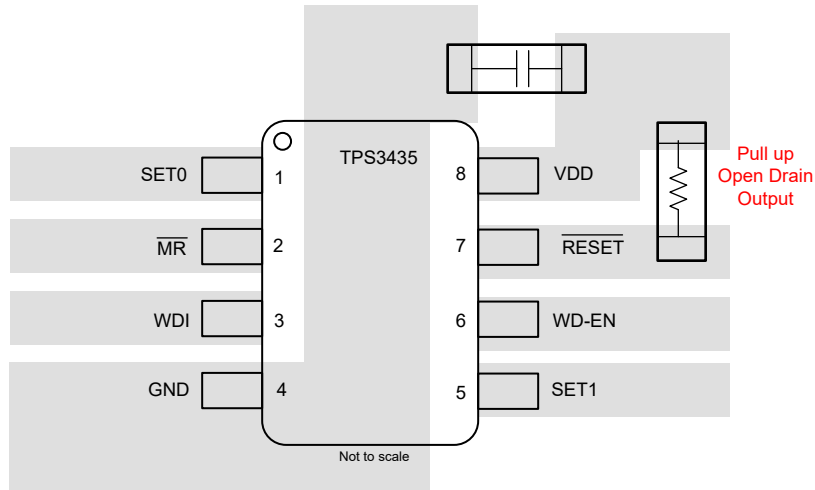 TPS3435
SET0
1
8
VDD
Pull up
Open Drain
Output
MR
2
7
RESET
WDI
3
6
WD-EN
GND
4
5
SET1
Not to scale